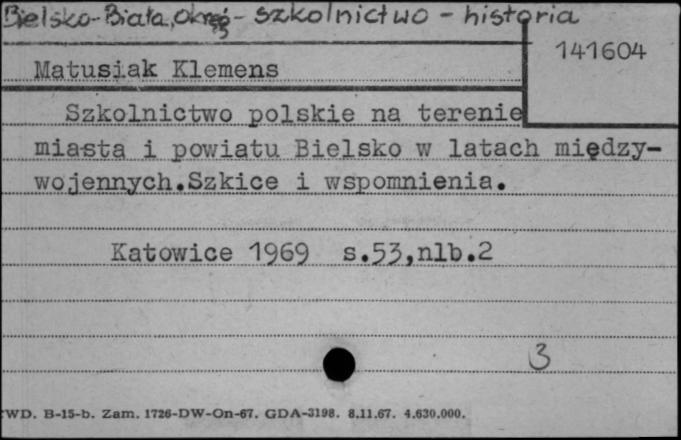 Bielsko-Biała, okręg - szkolnictwo - historia
141604
Matusiak Klemens
Szkolnictwo polskie na terenie
miasta i powiatu Bielsko w latach między-
wojennych.Szkice i wspomnienia.
Katowice 1969 s.53,nlb.2
3
WD. B-15-b. Zam. 1726-DW-On-67. GDA-3198. 8.11.67. 4.630.000.